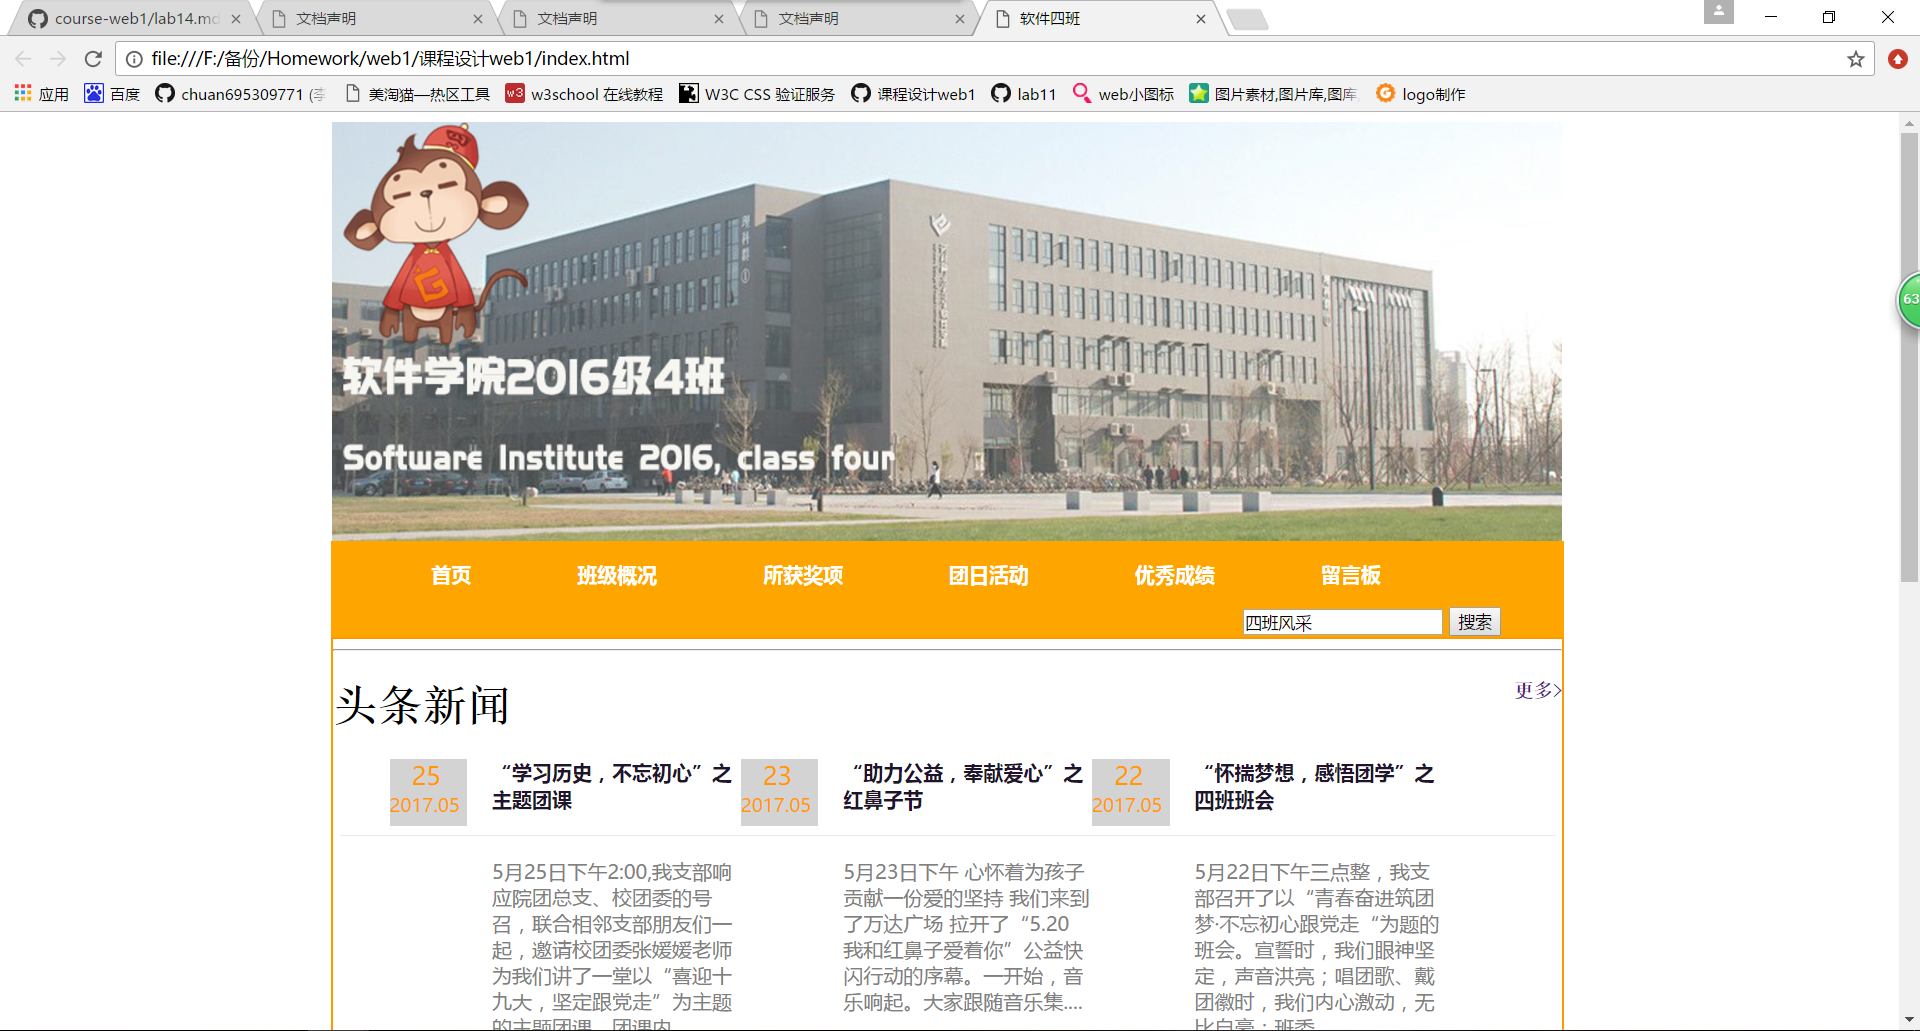 course-web1/lab14.md
文档声明
文档声明
文档声明
软件四班
file:///F:/备份/Homework/web1/课程设计web1/index.html
应用
百度
chuan695309771 (李
美淘猫—热区工具
w3school 在线教程
W3C CSS 验证服务
课程设计web1
lab11
web小图标
图片素材,图片库,图库
logo制作
63
软件学院2016级4班
Software Institute 2016, class four
首页
班级概况
所获奖项
团日活动
优秀成绩
留言板
四班风采
搜索
头条新闻
更多>
25
2017.05
“学习历史，不忘初心”之
主题团课
5月25日下午2:00,我支部响
应院团总支、校团委的号
召，联合相邻支部朋友们一
起，邀请校团委张媛媛老师
为我们讲了一堂以“喜迎十
九大，坚定跟党走”为主题
的主题团课。团课内
23
2017.05
“助力公益，奉献爱心”之
红鼻子节
5月23日下午 心怀着为孩子
贡献一份爱的坚持 我们来到
了万达广场 拉开了“5.20
我和红鼻子爱着你”公益快
闪行动的序幕。一开始，音
乐响起。大家跟随音乐集....
22
2017.05
“怀揣梦想，感悟团学”之
四班班会
5月22日下午三点整，我支
部召开了以“青春奋进筑团
梦·不忘初心跟党走“为题的
班会。宣誓时，我们眼神坚
定，声音洪亮；唱团歌、戴
团徽时，我们内心激动，无
比自豪；班委